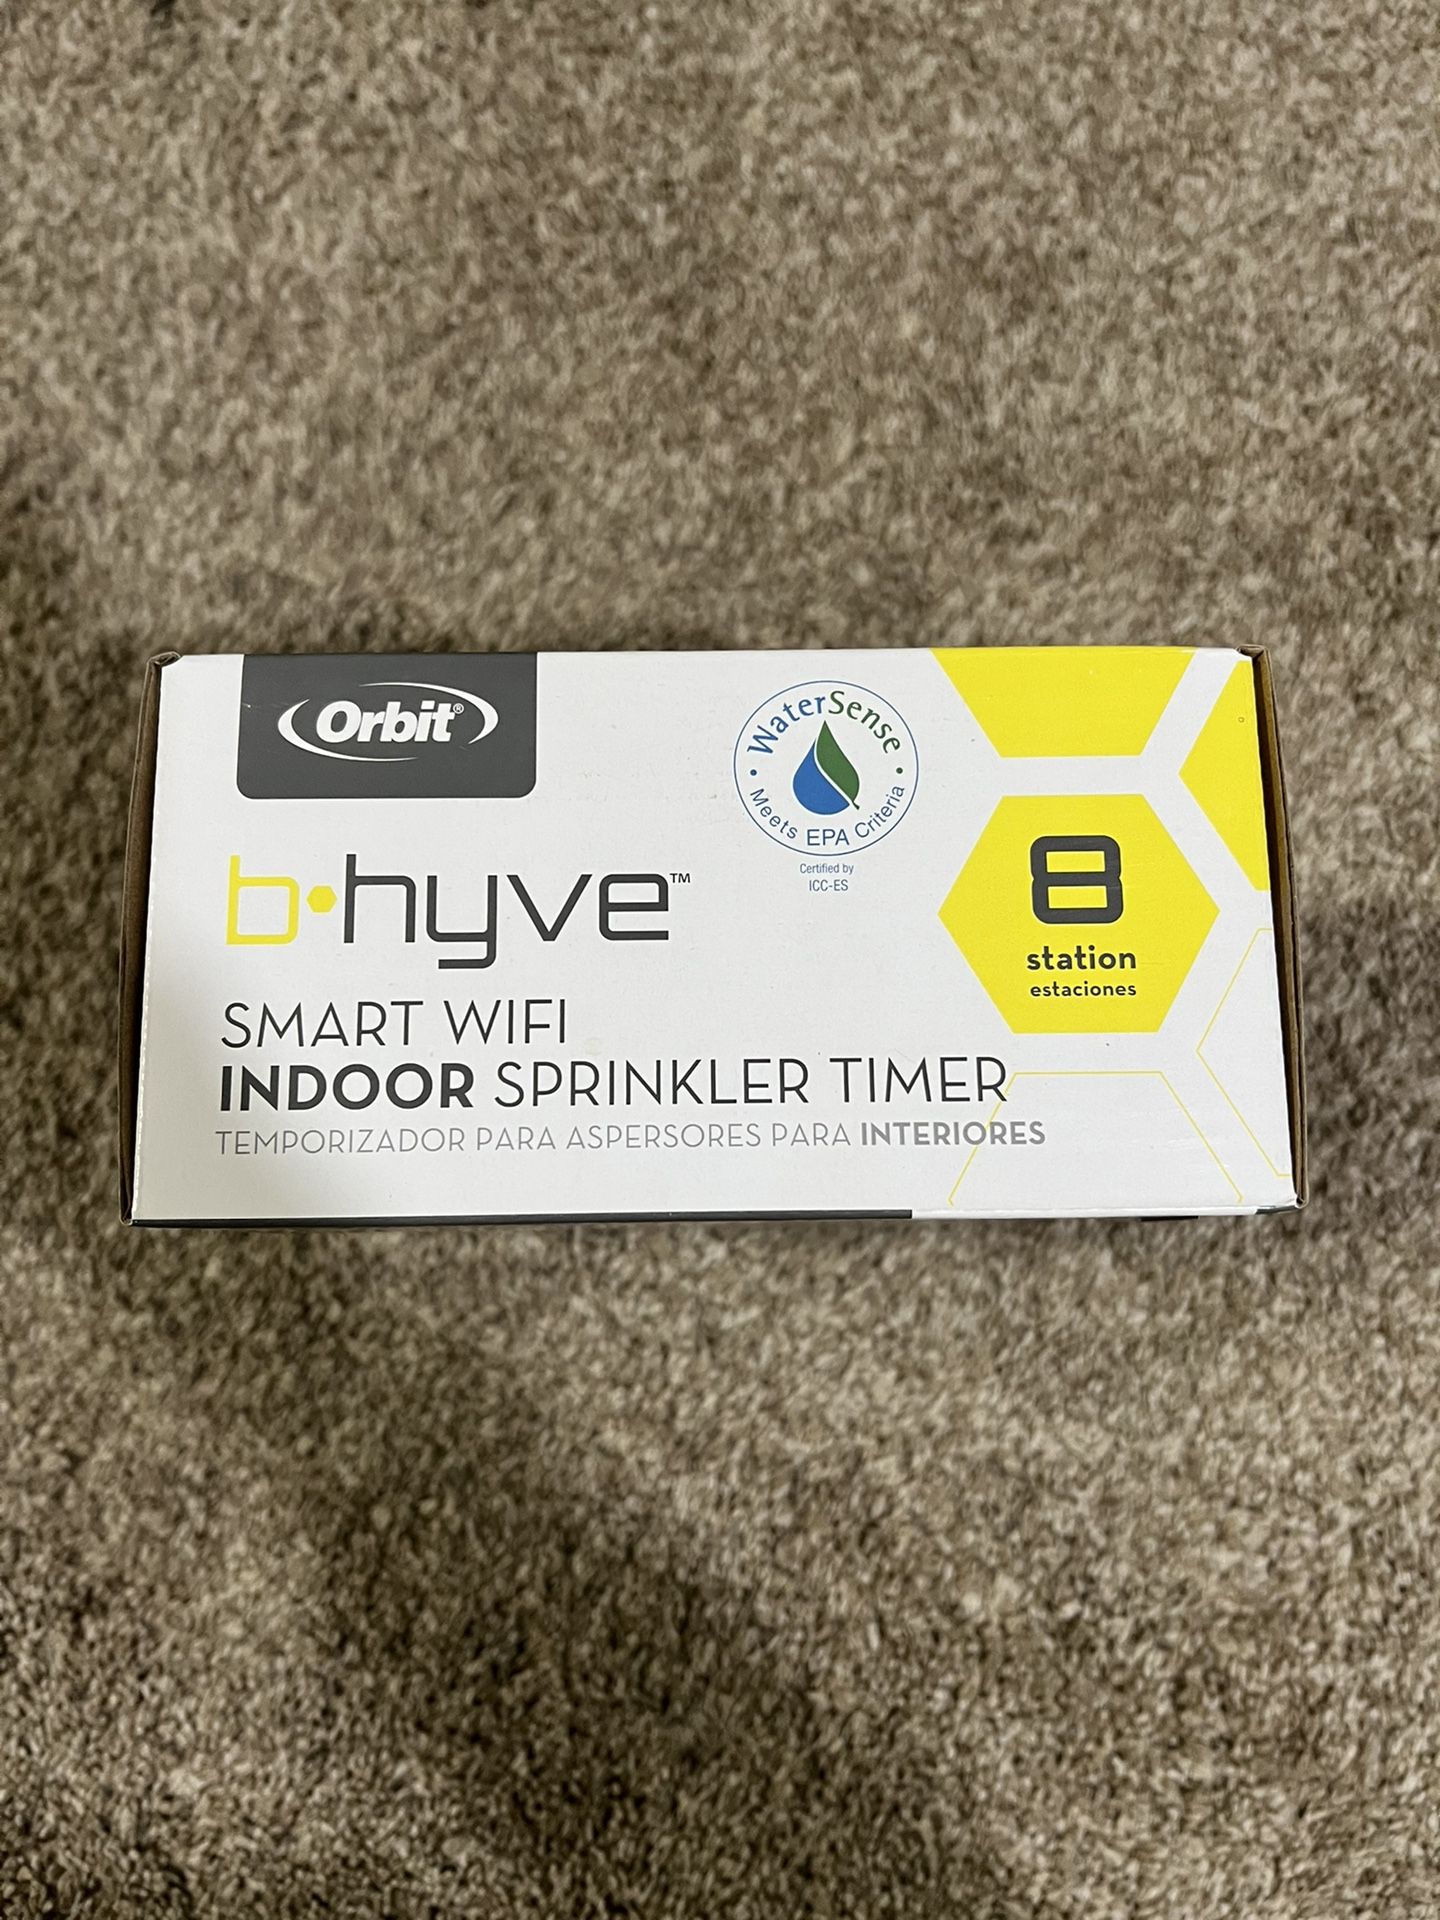 Orbit®
WaterSense
Meets EPA Criteria
Certified by
ICC-ES
b·hyve™
8
station
estaciones
SMART WIFI
INDOOR SPRINKLER TIMER
TEMPORIZADOR PARA ASPERSORES PARA INTERIORES